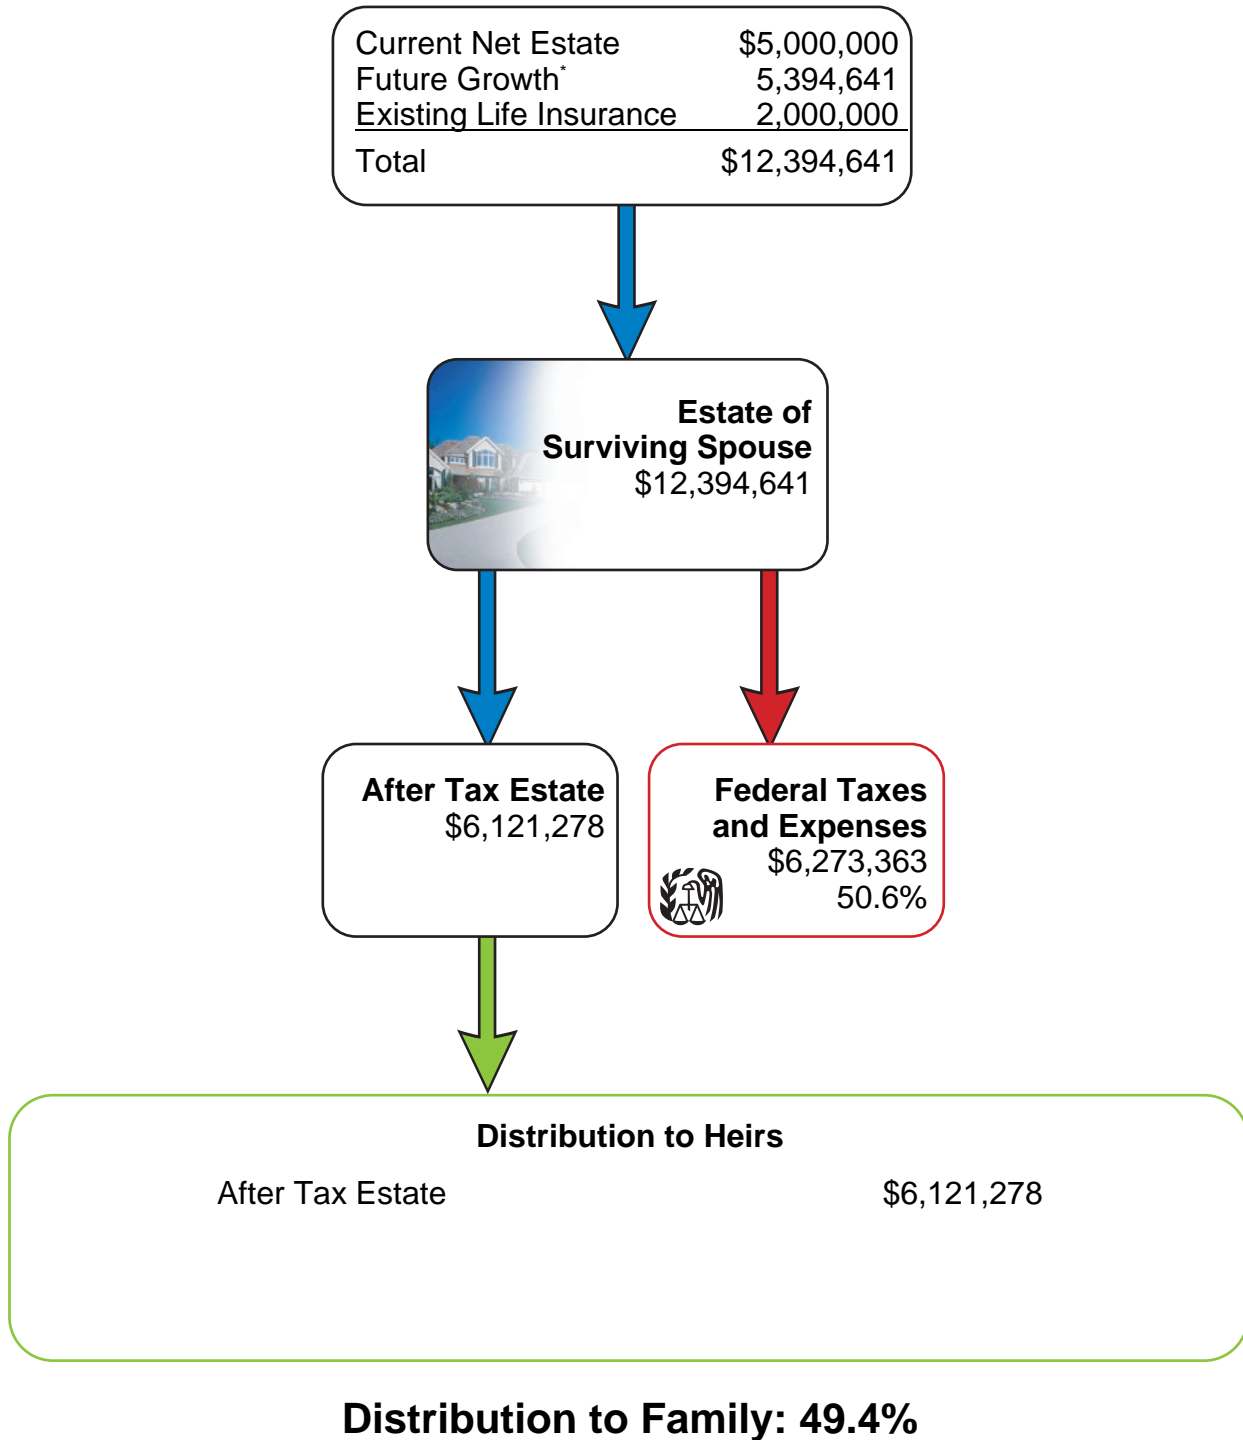 Current Net Estate $5,000,000
Future Growth* 5,394,641
Existing Life Insurance 2,000,000
Total $12,394,641
Estate of
Surviving Spouse
$12,394,641
After Tax Estate
$6,121,278
Federal Taxes
and Expenses
$6,273,363
50.6%
Distribution to Heirs
After Tax Estate $6,121,278
Distribution to Family: 49.4%